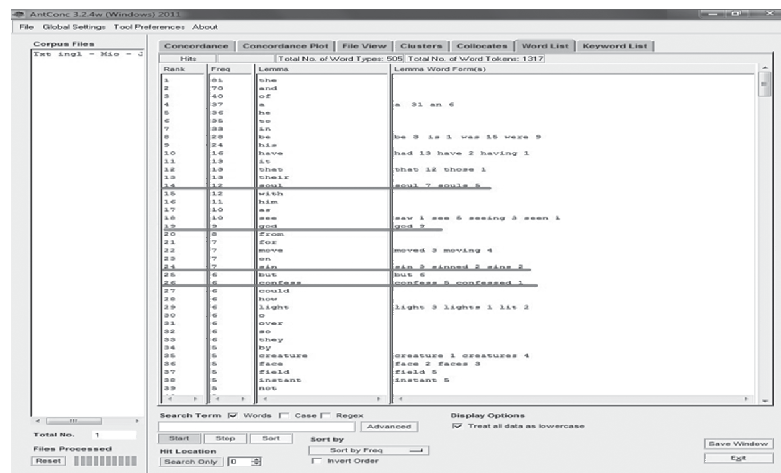 AntConc 3.2.4w (Windows) 2011
File Global Settings Tool Preferences About
Corpus Files
Txt ingl - Mio - J
Concordance Concordance Plot File View Clusters Collocates Word List Keyword List
Hits Total No. of Word Types: 505 Total No. of Word Tokens: 1317
Rank Freq Lemma Lemma Word Form(s)
1 81 the
2 70 and
3 40 of
4 37 a a 31 an 6
5 36 he
6 35 to
7 33 in
8 28 be be 3 is 1 was 15 were 9
9 24 his
10 16 have had 13 have 2 having 1
11 13 it
12 13 that that 12 those 1
13 13 their
14 12 soul soul 7 souls 5
15 12 with
16 11 him
17 10 as
18 10 see saw 1 see 5 seeing 3 seen 1
19 9 god god 9
20 8 from
21 7 for
22 7 move moved 3 moving 4
23 7 on
24 7 sin sin 3 sinned 2 sins 2
25 6 but but 6
26 6 confess confess 5 confessed 1
27 6 could
28 6 how
29 6 light light 3 lights 1 lit 2
30 6 o
31 6 over
32 6 so
33 6 they
34 5 by
35 5 creature creature 1 creatures 4
36 5 face face 2 faces 3
37 5 field field 5
38 5 instant instant 5
39 5 not
Search Term Words Case Regex
Advanced
Start Stop Sort
Hit Location
Search Only 0
Sort by
Sort by Freq
Invert Order
Display Options
Treat all data as lowercase
Total No. 1
Files Processed
Reset
Save Window
Exit